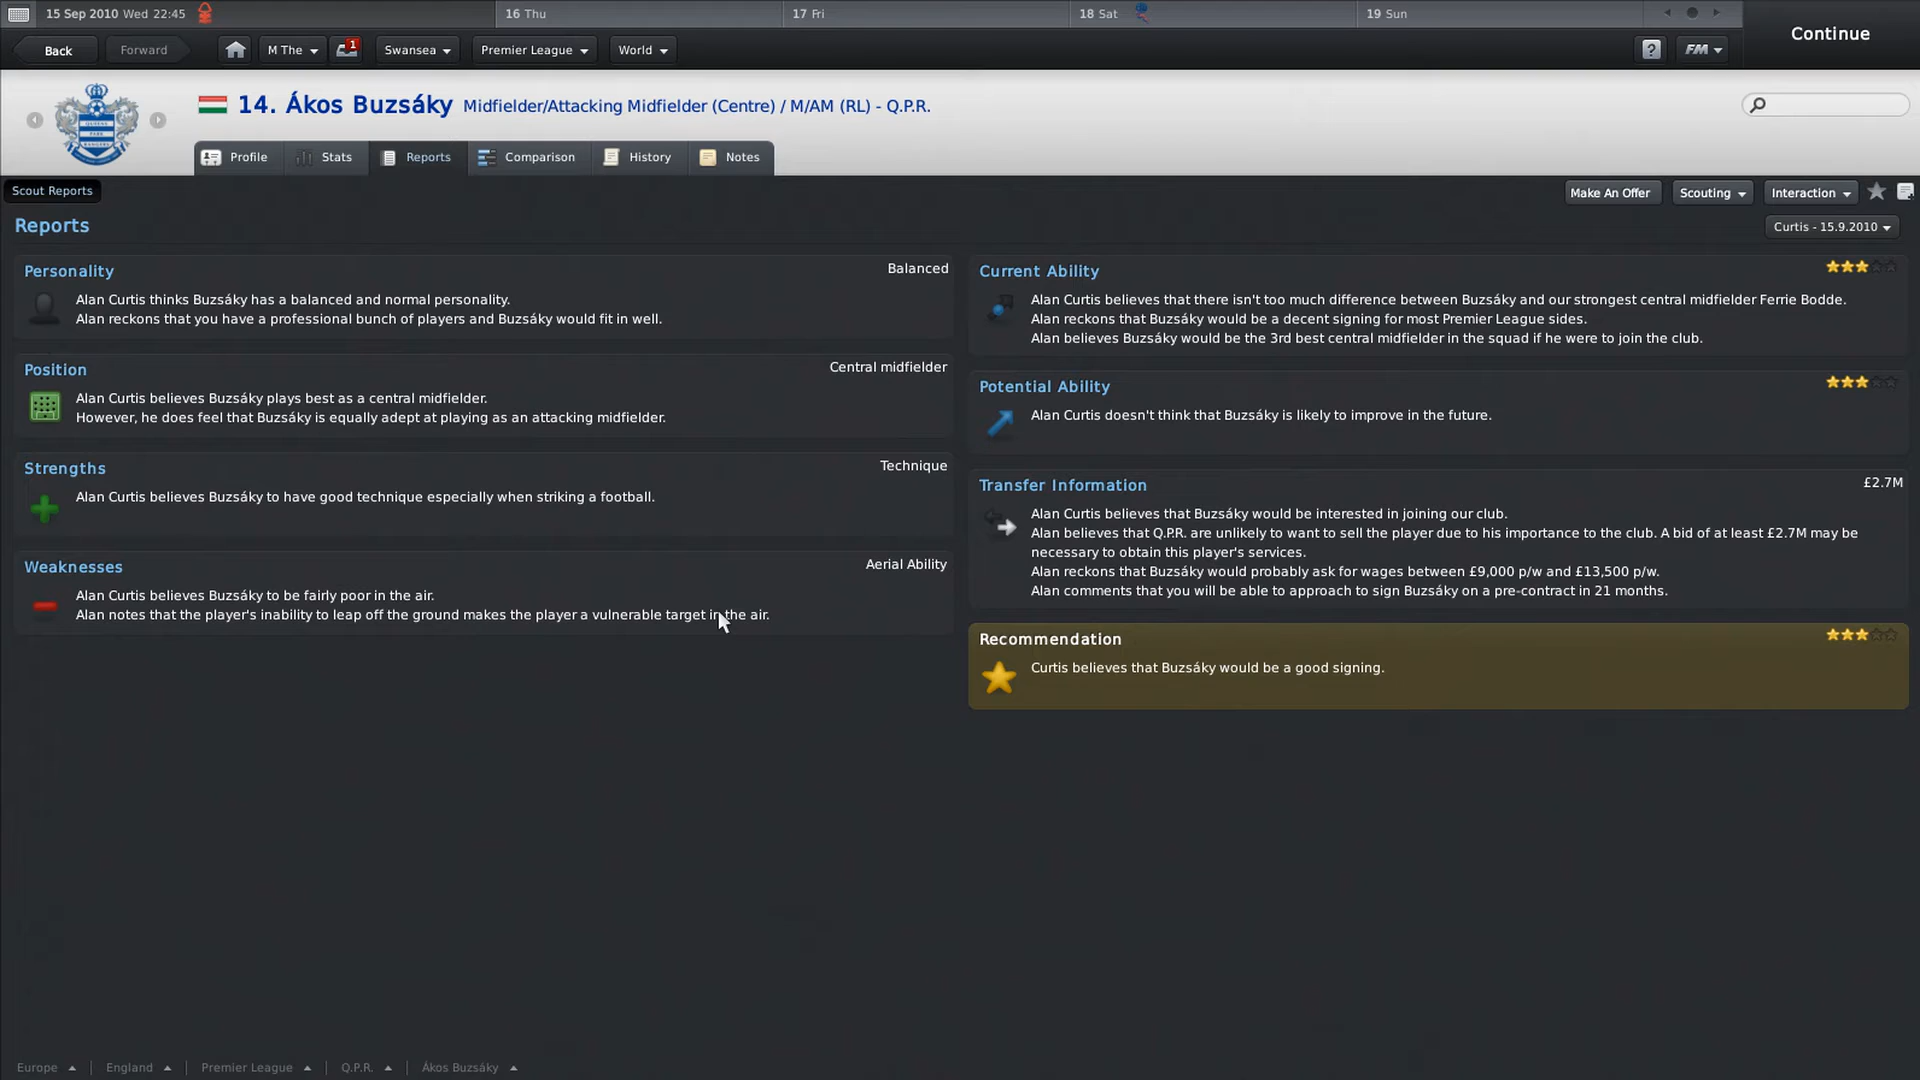 15 Sep 2010 Wed 22:45
16 Thu
17 Fri
18 Sat
19 Sun
Continue
Back
Forward
M The
1
Swansea
Premier League
World
?
FM
14. Ákos Buzsáky Midfielder/Attacking Midfielder (Centre) / M/AM (RL) - Q.P.R.
Profile
Stats
Reports
Comparison
History
Notes
Scout Reports
Make An Offer
Scouting
Interaction
Reports
Curtis - 15.9.2010
Personality
Balanced
Alan Curtis thinks Buzsáky has a balanced and normal personality.
Alan reckons that you have a professional bunch of players and Buzsáky would fit in well.
Position
Central midfielder
Alan Curtis believes Buzsáky plays best as a central midfielder.
However, he does feel that Buzsáky is equally adept at playing as an attacking midfielder.
Strengths
Technique
Alan Curtis believes Buzsáky to have good technique especially when striking a football.
Weaknesses
Aerial Ability
Alan Curtis believes Buzsáky to be fairly poor in the air.
Alan notes that the player's inability to leap off the ground makes the player a vulnerable target in the air.
Current Ability
Alan Curtis believes that there isn't too much difference between Buzsáky and our strongest central midfielder Ferrie Bodde.
Alan reckons that Buzsáky would be a decent signing for most Premier League sides.
Alan believes Buzsáky would be the 3rd best central midfielder in the squad if he were to join the club.
Potential Ability
Alan Curtis doesn't think that Buzsáky is likely to improve in the future.
Transfer Information
£2.7M
Alan Curtis believes that Buzsáky would be interested in joining our club.
Alan believes that Q.P.R. are unlikely to want to sell the player due to his importance to the club. A bid of at least £2.7M may be
necessary to obtain this player's services.
Alan reckons that Buzsáky would probably ask for wages between £9,000 p/w and £13,500 p/w.
Alan comments that you will be able to approach to sign Buzsáky on a pre-contract in 21 months.
Recommendation
Curtis believes that Buzsáky would be a good signing.
Europe
England
Premier League
Q.P.R.
Ákos Buzsáky